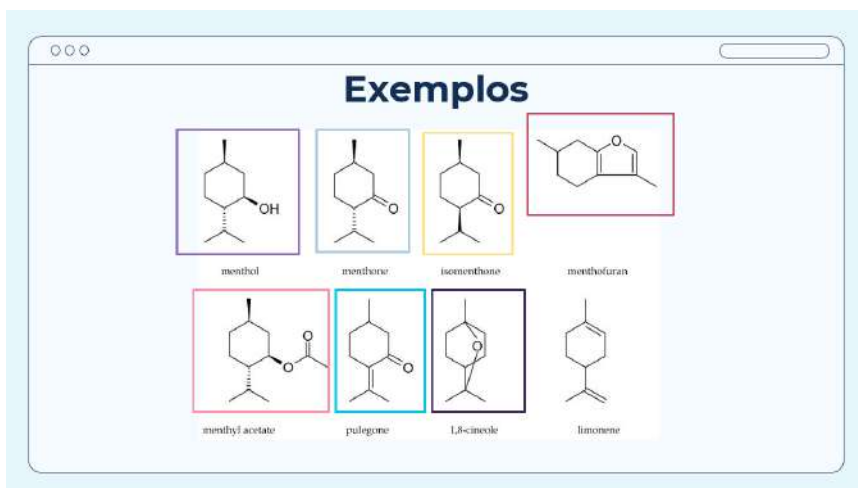 Exemplos
O
OH
O
O
menthol menthone isomenthone menthofuran
O
O
O
O
menthyl acetate pulegone 1,8-cineole limonene